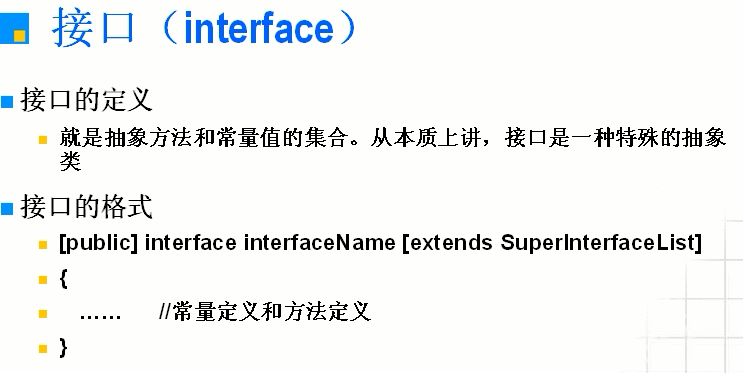 接口（interface）
接口的定义
就是抽象方法和常量值的集合。从本质上讲，接口是一种特殊的抽象
类
接口的格式
[public] interface interfaceName [extends SuperInterfaceList]
{
…… //常量定义和方法定义
}